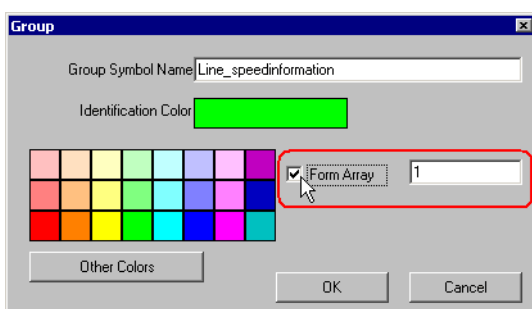 Group
Group Symbol Name Line_speedinformation
Identification Color
Form Array 1
Other Colors
OK Cancel